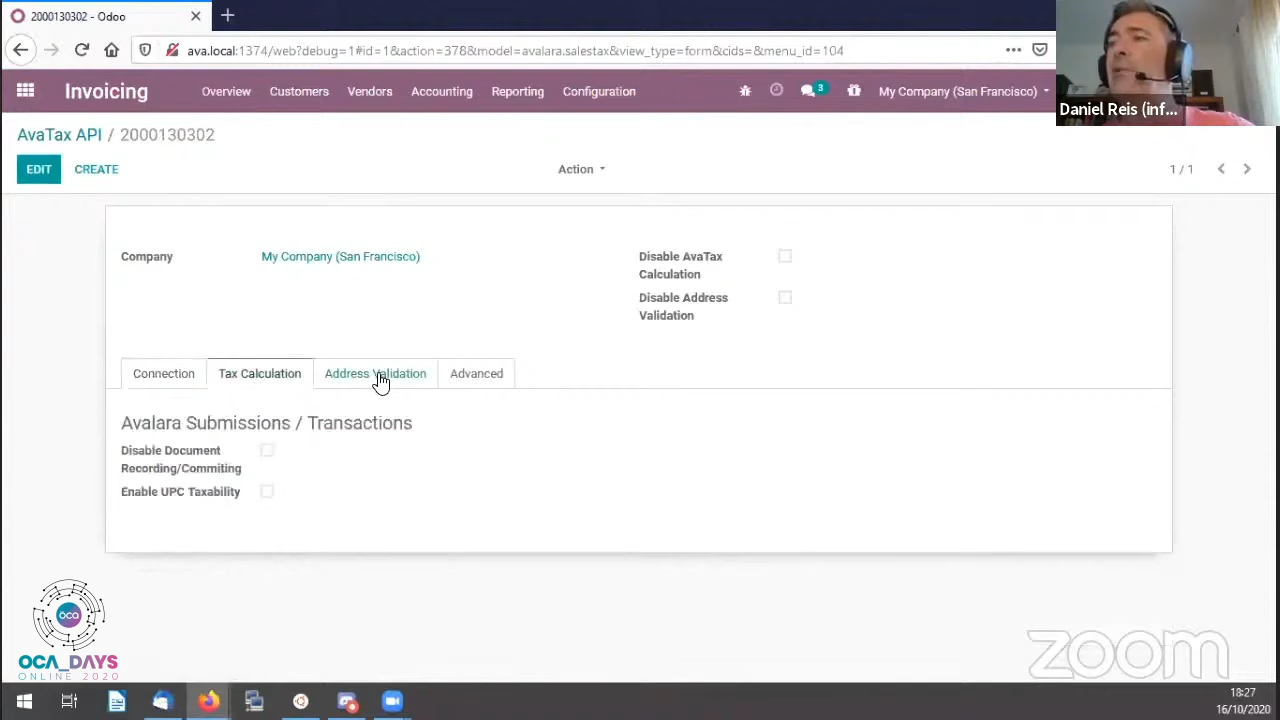 2000130302 - Odoo
ava.local:1374/web?debug=1#id=1&action=378&model=avalara.salestax&view_type=form&cids=&menu_id=104
Invoicing Overview Customers Vendors Accounting Reporting Configuration 3 My Company (San Francisco)
Daniel Reis (inf...
AvaTax API / 2000130302
EDIT CREATE Action 1 / 1
Company My Company (San Francisco) Disable AvaTax
Calculation
Disable Address
Validation
Connection Tax Calculation Address Validation Advanced
Avalara Submissions / Transactions
Disable Document
Recording/Commiting
Enable UPC Taxability
oca
OCA_DAYS
ONLINE 2020
zoom
18:27
16/10/2020